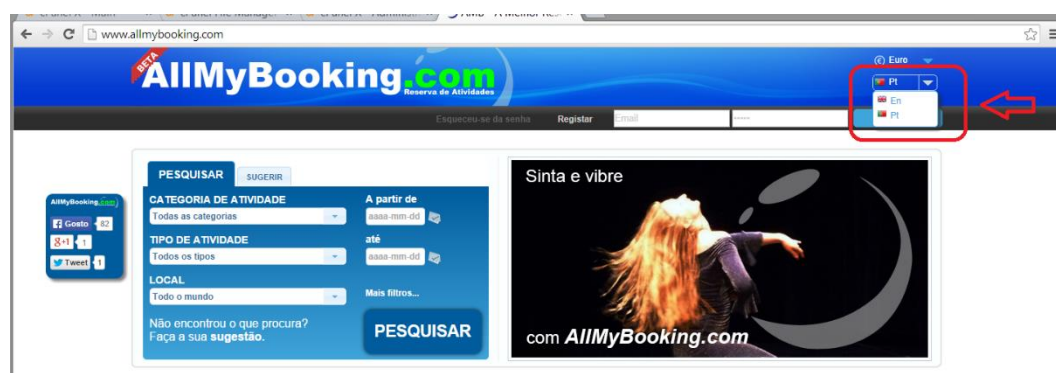 www.allmybooking.com
BETA
AllMyBooking.com
Reserva de Atividades
Euro
Pt
En
Pt
Esqueceu-se da senha Registar Email -----
PESQUISAR SUGERIR
CATEGORIA DE ATIVIDADE A partir de
Todas as categorias aaaa-mm-dd
TIPO DE ATIVIDADE até
Todos os tipos aaaa-mm-dd
LOCAL
Todo o mundo Mais filtros...
Não encontrou o que procura?
Faça a sua sugestão.
PESQUISAR
AllMyBooking.com
Gosto 82
g+1 1
Tweet 1
Sinta e vibre
com AllMyBooking.com